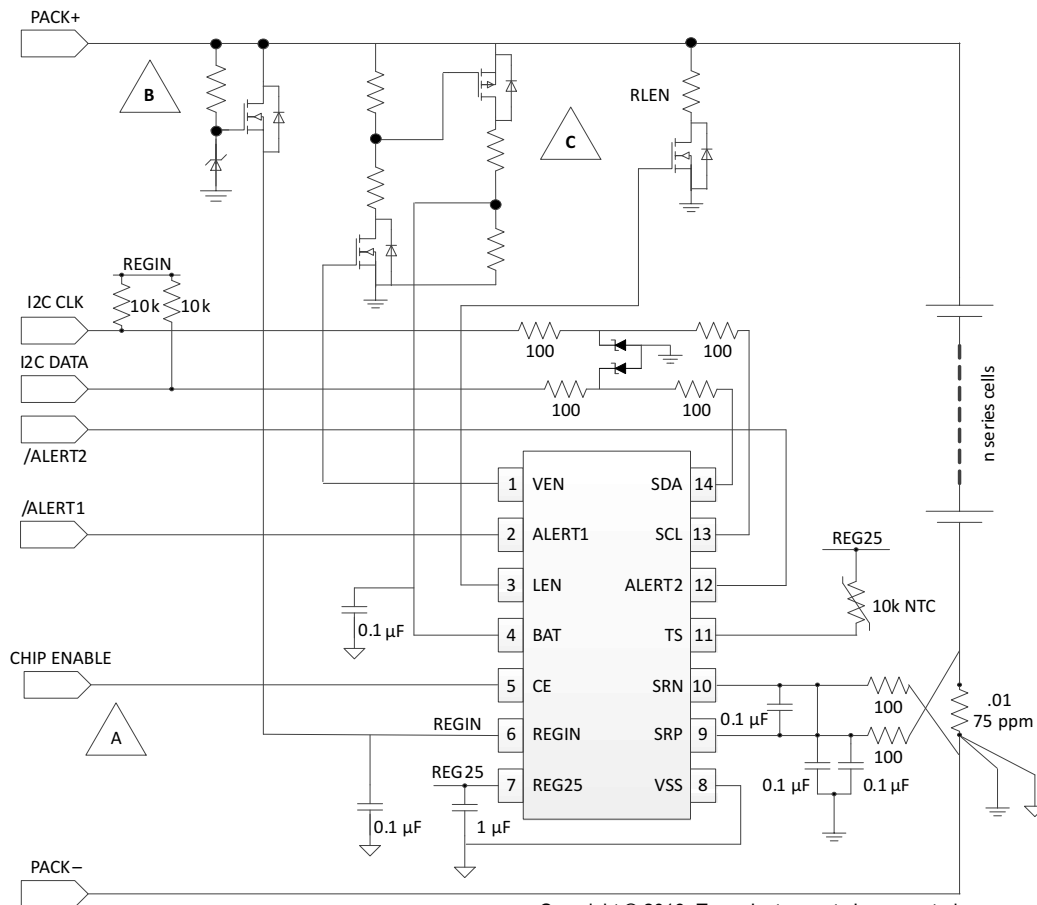 PACK+
B
C
RLEN
REGIN
10k 10k
I2C CLK
100
100
I2C DATA
100
100
/ALERT2
n series cells
/ALERT1
1 VEN SDA 14
2 ALERT1 SCL 13
3 LEN ALERT2 12
4 BAT TS 11
5 CE SRN 10
6 REGIN SRP 9
7 REG25 VSS 8
REG25
10k NTC
0.1 µF
CHIP ENABLE
A
REGIN
REG25
0.1 µF
1 µF
0.1 µF
100
100
.01
75 ppm
0.1 µF
0.1 µF
PACK–